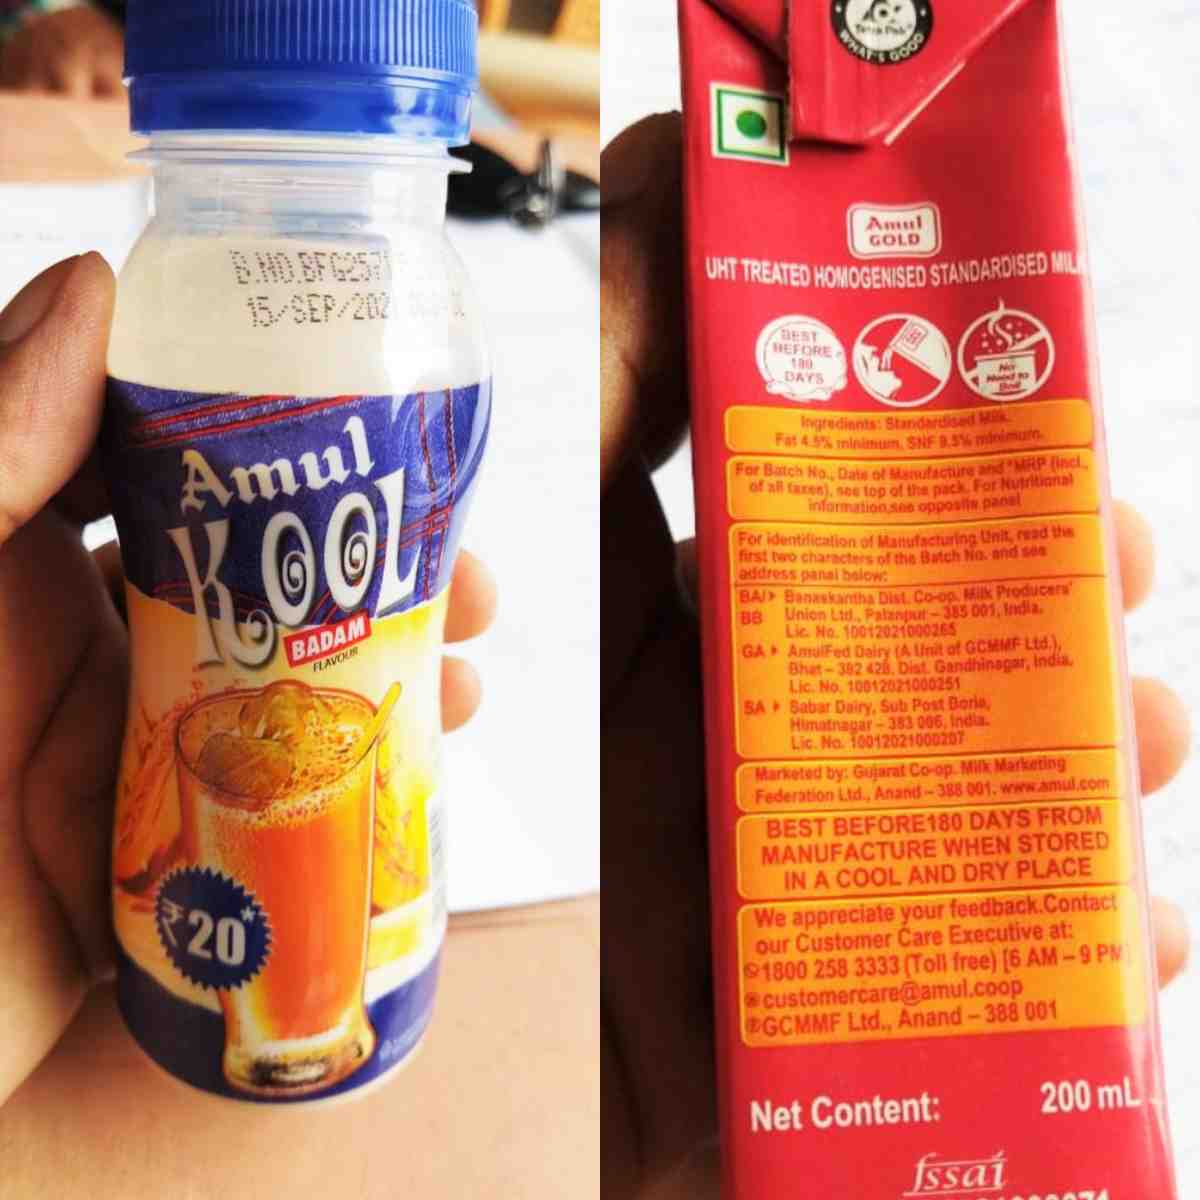 B.NO.BFG257
15/SEP/202
Amul
KOOL
BADAM
FLAVOUR
₹20*
Tetra Pak
WHAT'S GOOD
Amul
GOLD
UHT TREATED HOMOGENISED STANDARDISED MILK
BEST
BEFORE
180
DAYS
No
Need to
Boil
Ingredients: Standardised Milk.
Fat 4.5% minimum, SNF 8.5% minimum.
For Batch No., Date of Manufacture and *MRP (incl.,
of all taxes), see top of the pack. For Nutritional
information,see opposite panel
For identification of Manufacturing Unit, read the
first two characters of the Batch No. and see
address panel below:
BA/ Banaskantha Dist. Co-op. Milk Producers'
BB Union Ltd., Palanpur – 385 001, India.
Lic. No. 10012021000265
GA AmulFed Dairy (A Unit of GCMMF Ltd.),
Bhat – 382 428, Dist. Gandhinagar, India.
Lic. No. 10012021000251
SA Sabar Dairy, Sub Post Boria,
Himatnagar – 383 006, India.
Lic. No. 10012021000207
Marketed by: Gujarat Co-op. Milk Marketing
Federation Ltd., Anand – 388 001. www.amul.com
BEST BEFORE180 DAYS FROM
MANUFACTURE WHEN STORED
IN A COOL AND DRY PLACE
We appreciate your feedback.Contact
our Customer Care Executive at:
1800 258 3333 (Toll free) [6 AM – 9 PM]
customercare@amul.coop
GCMMF Ltd., Anand – 388 001
Net Content: 200 mL
fssai